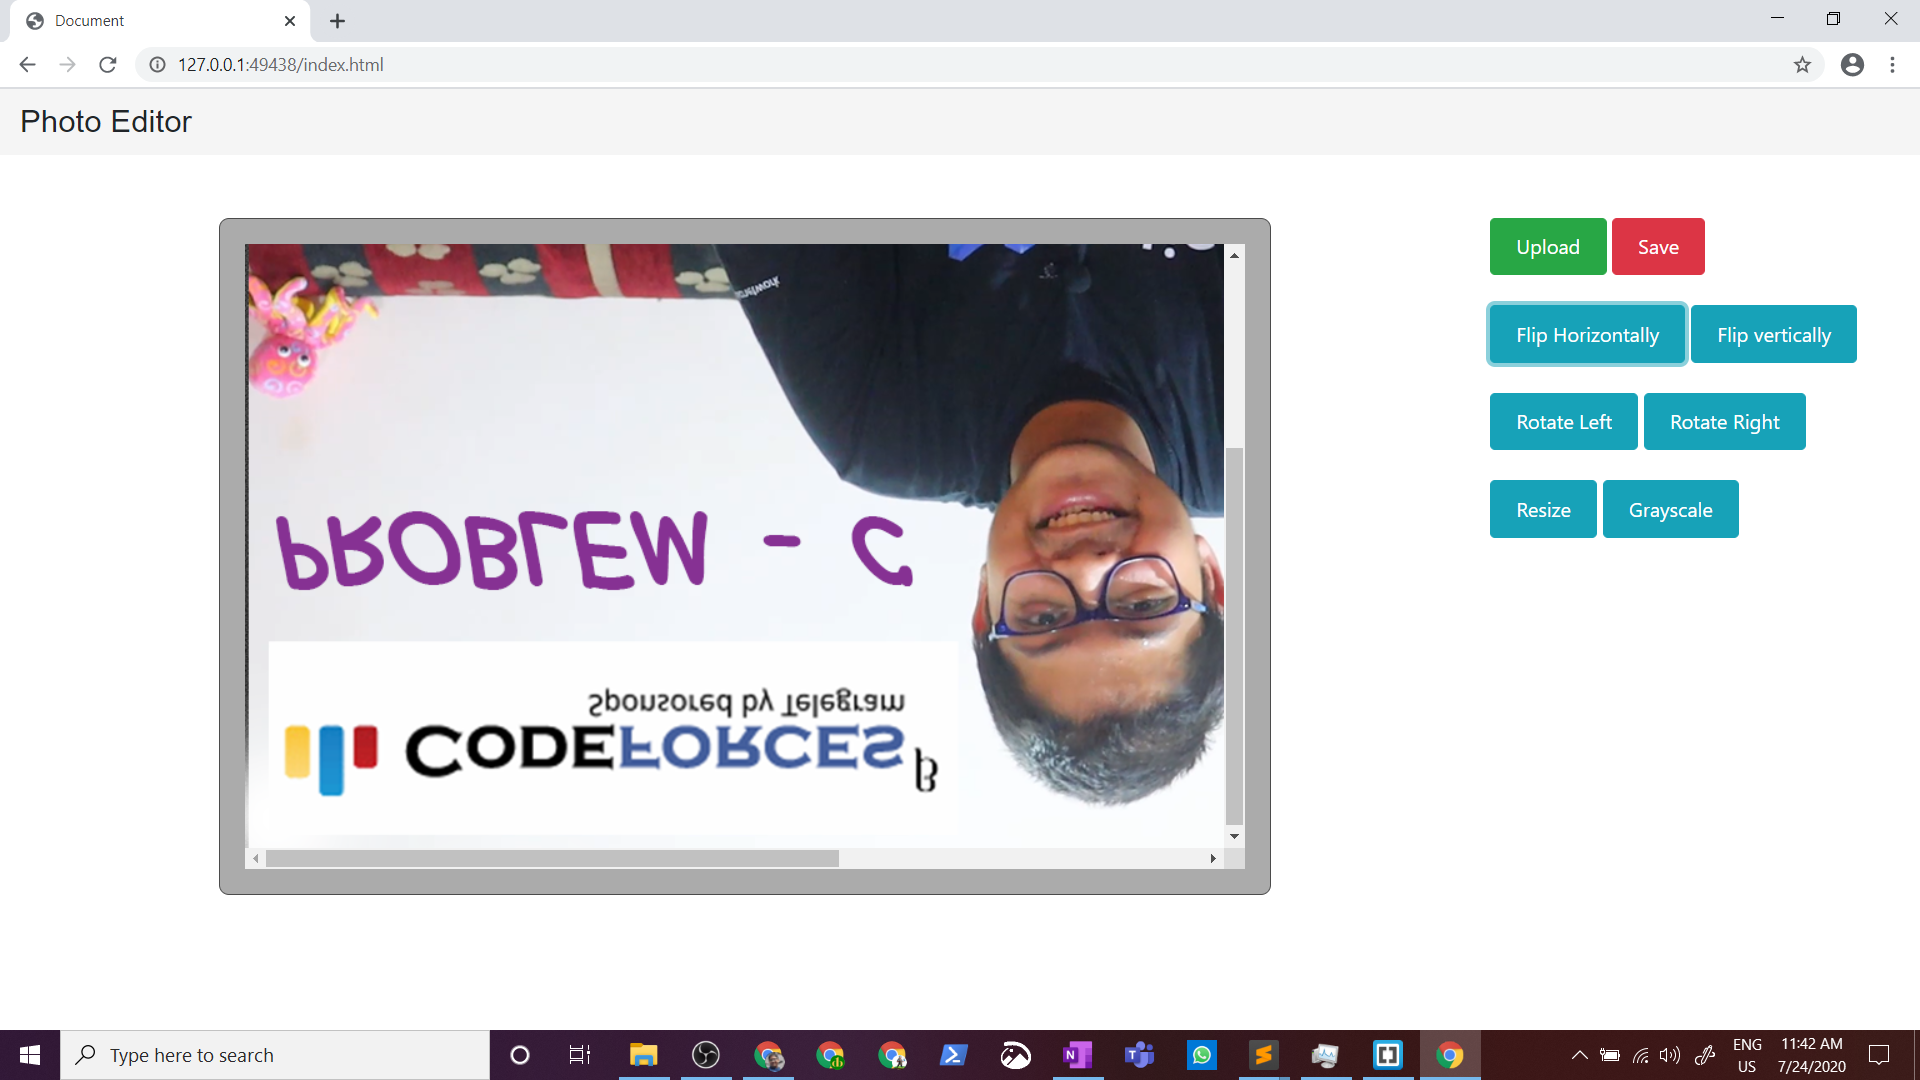 Document
127.0.0.1:49438/index.html
Photo Editor
Upload Save
Flip Horizontally Flip vertically
Rotate Left Rotate Right
Resize Grayscale
network
PROBLEM - C
Sponsored by Telegram
CODEFORCES β
Type here to search
ENG
US
11:42 AM
7/24/2020